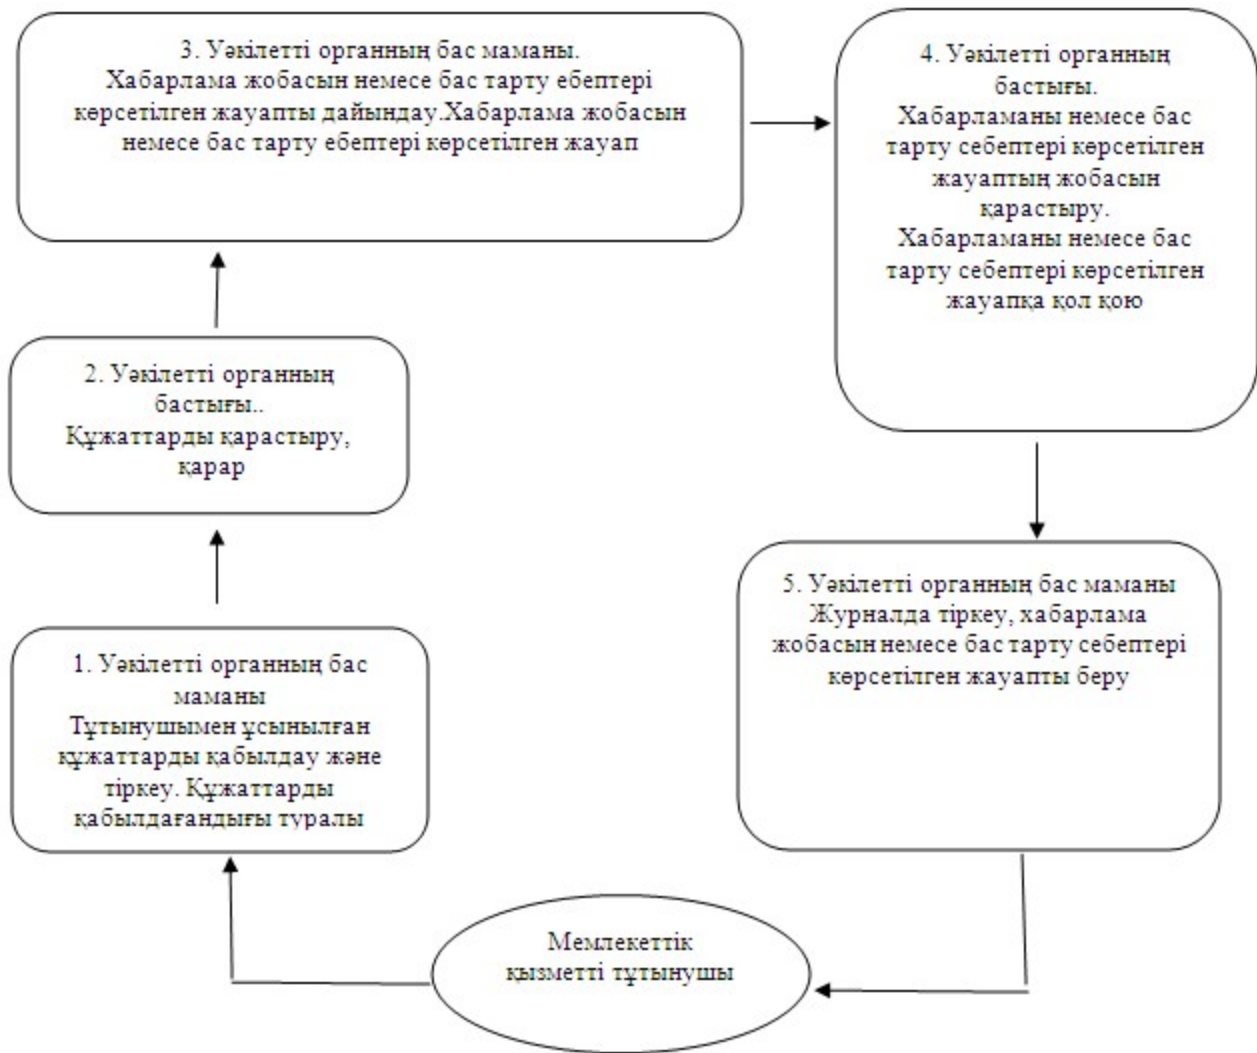 3. Уәкілетті органның бас маманы.
Хабарлама жобасын немесе бас тарту ебептері
көрсетілген жауапты дайындау.Хабарлама жобасын
немесе бас тарту ебептері көрсетілген жауап
4. Уәкілетті органның
бастығы.
Хабарламаны немесе бас
тарту себептері көрсетілген
жауаптың жобасын
қарастыру.
Хабарламаны немесе бас
тарту себептері көрсетілген
жауапқа қол қою
2. Уәкілетті органның
бастығы..
Құжаттарды қарастыру,
қарар
5. Уәкілетті органның бас маманы
Журналда тіркеу, хабарлама
жобасын немесе бас тарту себептері
көрсетілген жауапты беру
1. Уәкілетті органның бас
маманы
Тұтынушымен ұсынылған
құжаттарды қабылдау және
тіркеу. Құжаттарды
қабылдағандығы туралы
Мемлекеттік
қызметті тұтынушы